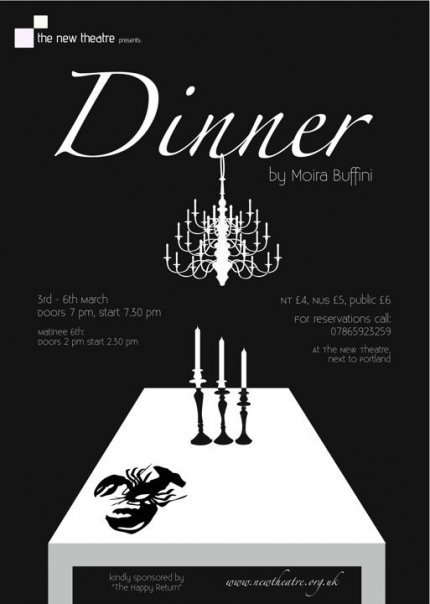 the new theatre presents:
Dinner
by Moira Buffini
3rd - 6th March
Doors 7 pm, start 7.30 pm
Matinee 6th:
Doors 2 pm start 2.30 pm
NT £4, NUS £5, public £6
For reservations call:
07865923259
At The New Theatre,
next to Portland
kindly sponsored by
"The Happy Return"
www.newtheatre.org.uk